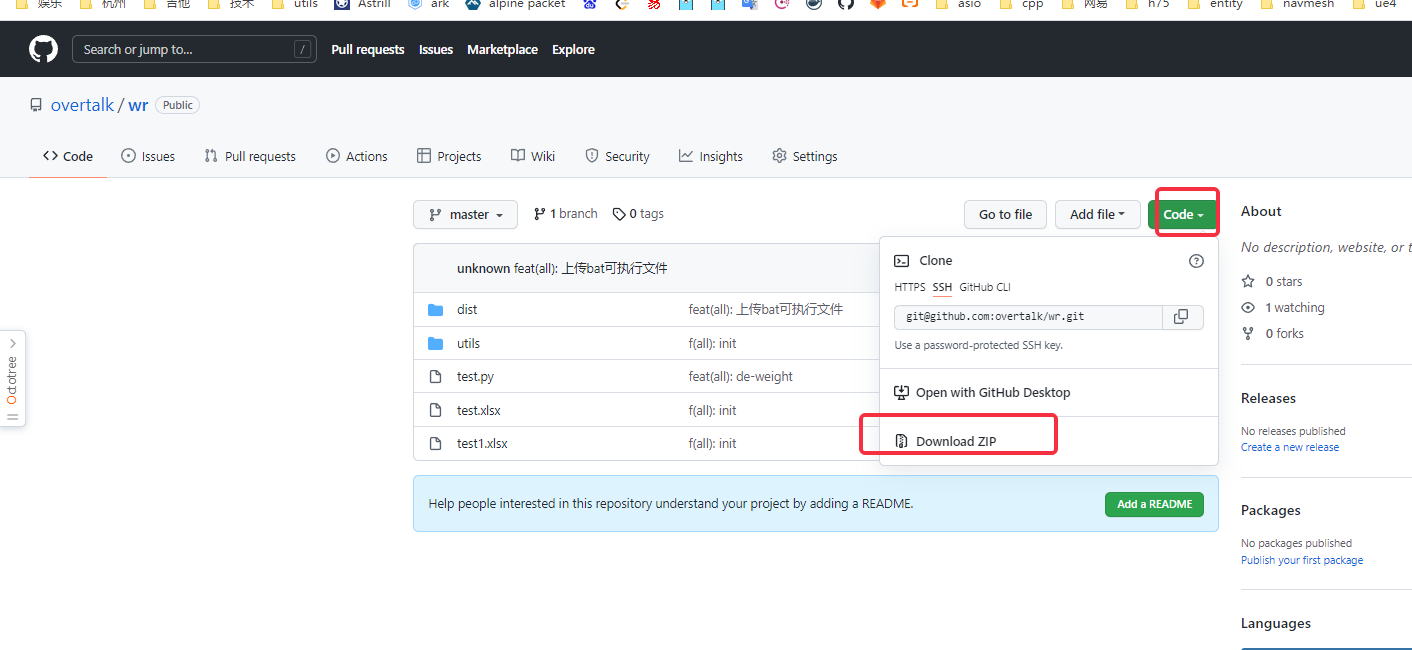 娱乐 杭州 吉他 技术 utils Astrill ark alpine packet asio cpp 网易 h75 entity navmesh ue4
Search or jump to... / Pull requests Issues Marketplace Explore
overtalk / wr Public
Code Issues Pull requests Actions Projects Wiki Security Insights Settings
master 1 branch 0 tags Go to file Add file Code
unknown feat(all): 上传bat可执行文件
dist feat(all): 上传bat可执行文件
utils f(all): init
test.py feat(all): de-weight
test.xlsx f(all): init
test1.xlsx f(all): init
Clone
HTTPS SSH GitHub CLI
git@github.com:overtalk/wr.git
Use a password-protected SSH key.
Open with GitHub Desktop
Download ZIP
Help people interested in this repository understand your project by adding a README. Add a README
About
No description, website, or t
0 stars
1 watching
0 forks
Releases
No releases published
Create a new release
Packages
No packages published
Publish your first package
Languages
Octotree